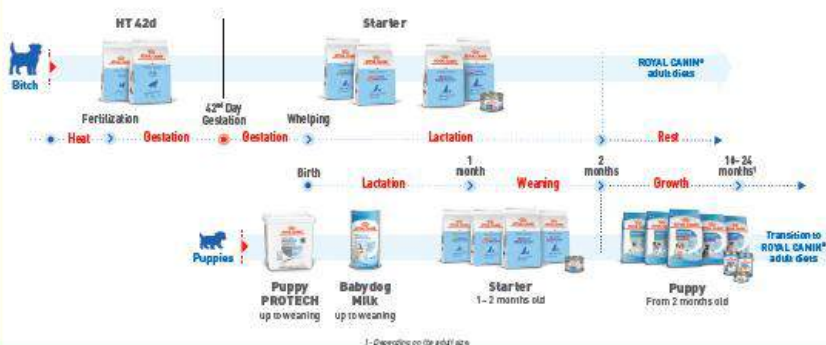 HT 42d
Starter
Bitch
ROYAL CANIN®
adult diets
Fertilization
42nd Day
Gestation
Whelping
Heat
Gestation
Gestation
Lactation
Rest
Birth
Lactation
1
month
Weaning
2
months
Growth
18-24
months¹
Puppies
Transition to
ROYAL CANIN®
adult diets
Puppy
PROTECH
up to weaning
Babydog
Milk
up to weaning
Starter
1-2 months old
Puppy
From 2 months old
1- Depending on the adult size.